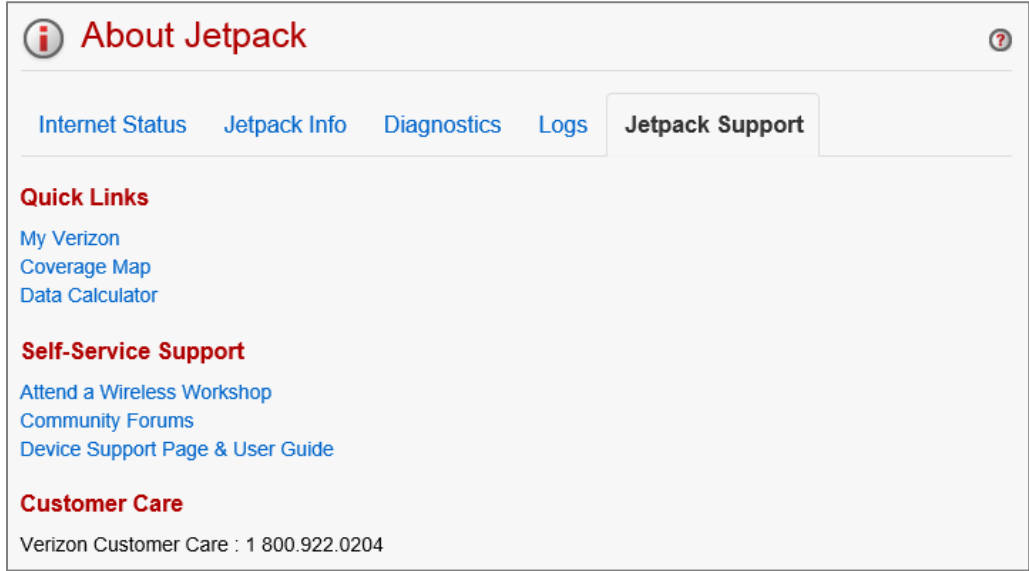 About Jetpack
Internet Status Jetpack Info Diagnostics Logs Jetpack Support
Quick Links
My Verizon
Coverage Map
Data Calculator
Self-Service Support
Attend a Wireless Workshop
Community Forums
Device Support Page & User Guide
Customer Care
Verizon Customer Care : 1 800.922.0204